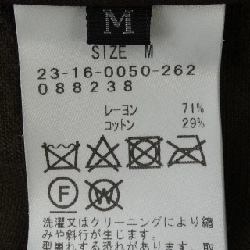 M
SIZE M
23-16-0050-262
088238
レーヨン 71%
コットン 29%
F W
洗濯又はクリーニングにより縮
みや斜行が生じます。取